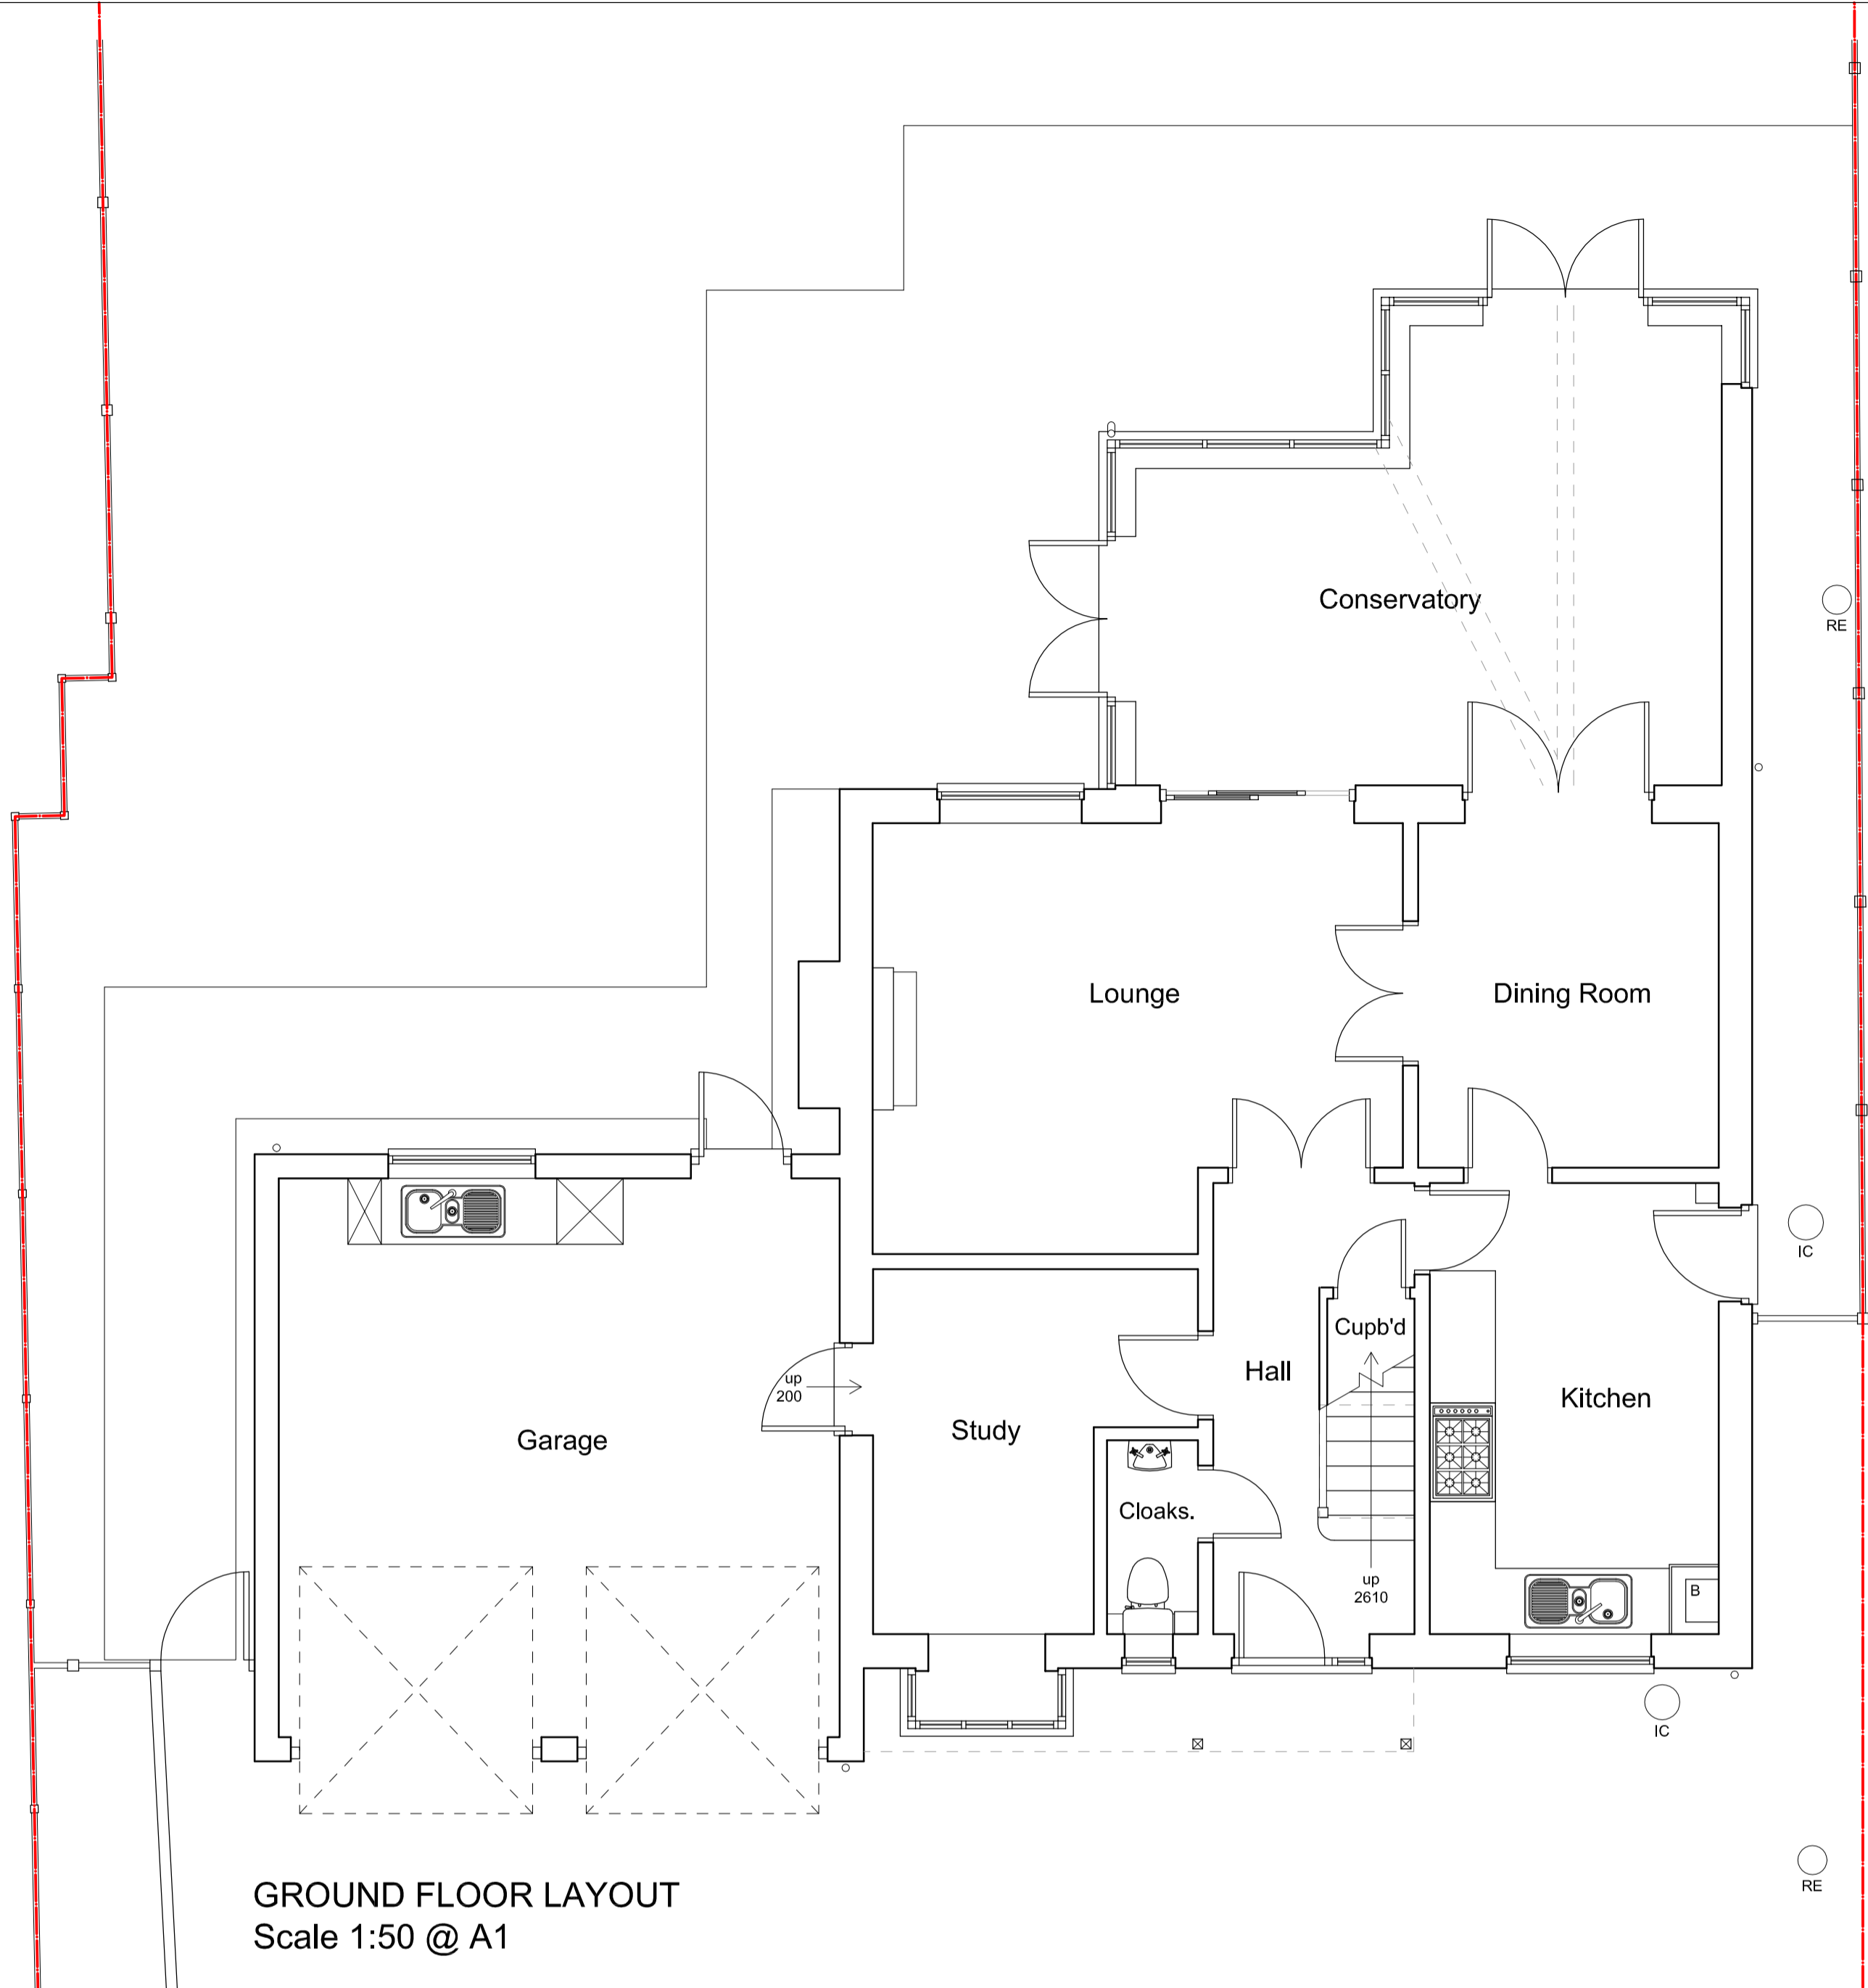 Conservatory
RE
Lounge
Dining Room
IC
Cupb'd
Hall
up
200
Kitchen
Study
Garage
Cloaks.
up
2610
B
IC
RE
GROUND FLOOR LAYOUT
Scale 1:50 @ A1